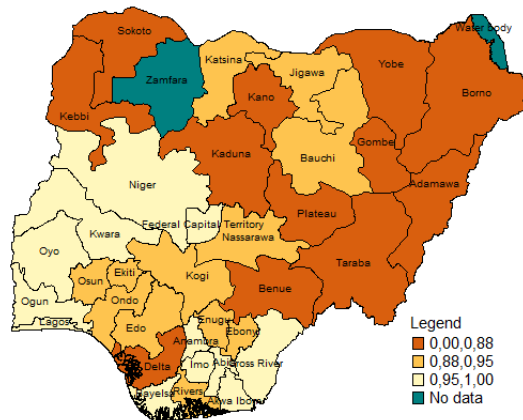 Sokoto
Water body
Katsina
Yobe
Zamfara
Jigawa
Borno
Kano
Kebbi
Gombe
Kaduna
Bauchi
Adamawa
Niger
Plateau
Federal Capital Territory
Kwara
Nassarawa
Oyo
Taraba
Kogi
Ekiti
Osun
Benue
Ogun
Ondo
Lagos
Edo
Enugu
Ebony
Anambra
Delta
Imo
Abi
Cross River
Bayelsa
Rivers
Akwa Ibom
Legend
0,00,0,88
0,88,0,95
0,95,1,00
No data